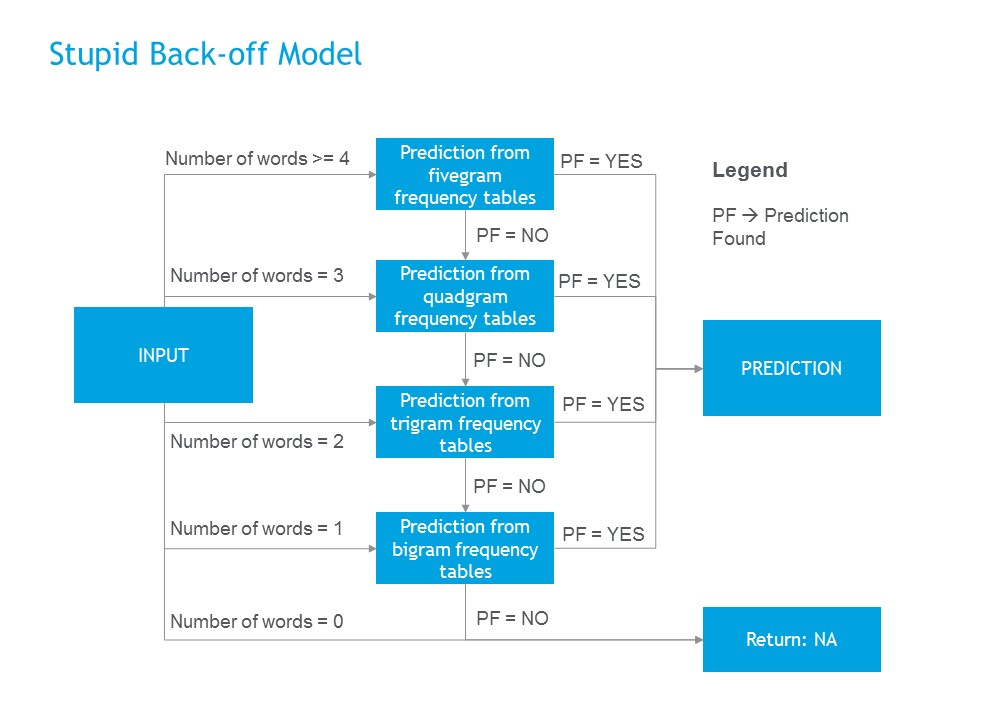 Stupid Back-off Model
Number of words >= 4
Prediction from
fivegram
frequency tables
PF = YES
Legend
PF → Prediction
Found
PF = NO
Number of words = 3
Prediction from
quadgram
frequency tables
PF = YES
INPUT
PF = NO
PREDICTION
Prediction from
trigram frequency
tables
PF = YES
Number of words = 2
PF = NO
Number of words = 1
Prediction from
bigram frequency
tables
PF = YES
Number of words = 0
PF = NO
Return: NA